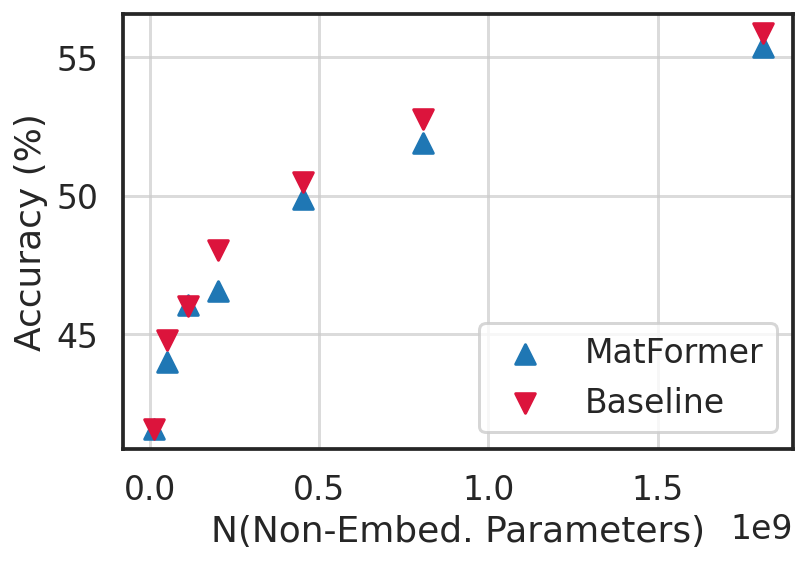 55
50
45
Accuracy (%)
MatFormer
Baseline
0.0 0.5 1.0 1.5
N(Non-Embed. Parameters) 1e9